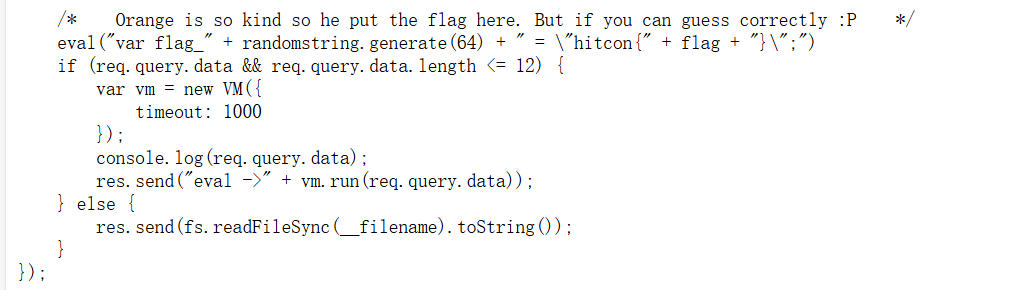 /*    Orange is so kind so he put the flag here. But if you can guess correctly :P    */
eval("var flag_" + randomstring.generate(64) + " = \"hitcon{" + flag + "}\";")
if (req.query.data && req.query.data.length <= 12) {
    var vm = new VM({
        timeout: 1000
    });
    console.log(req.query.data);
    res.send("eval ->" + vm.run(req.query.data));
} else {
    res.send(fs.readFileSync(__filename).toString());
}
});